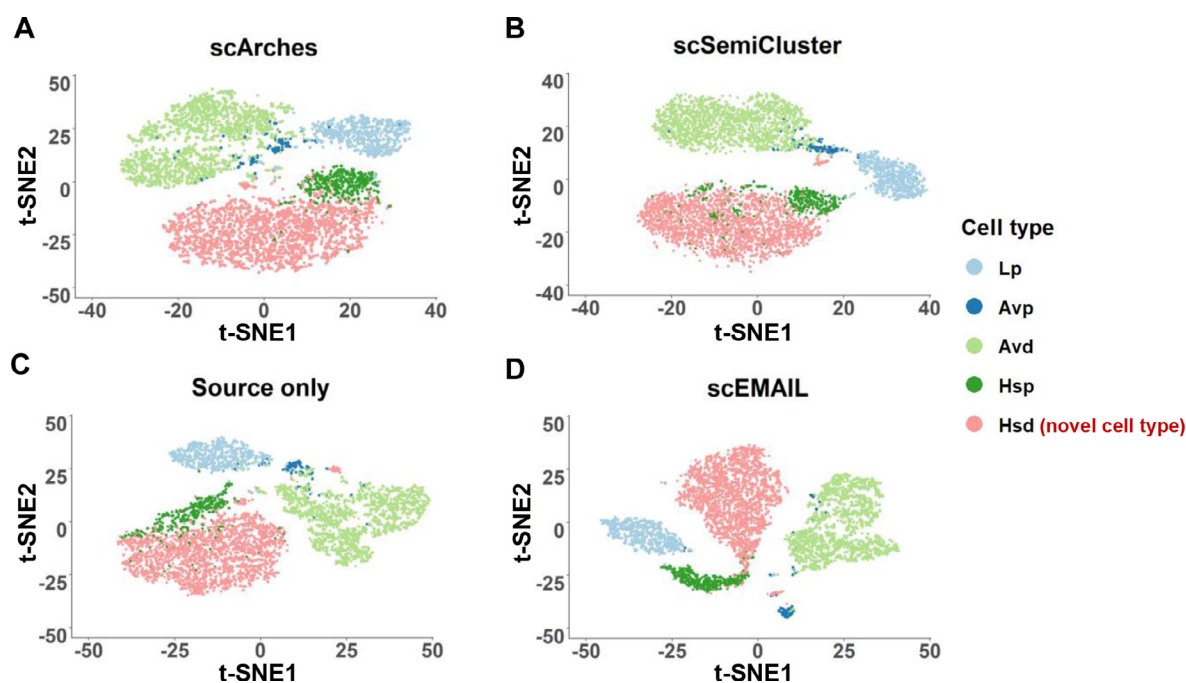 A
scArches
50
25
0
-25
-50
-40
-20
0
20
40
t-SNE2
t-SNE1
B
scSemiCluster
40
20
0
-20
-40
-40
-20
0
20
40
t-SNE2
t-SNE1
Cell type
Lp
Avp
Avd
Hsp
Hsd (novel cell type)
C
Source only
50
25
0
-25
-50
-50
-25
0
25
50
t-SNE2
t-SNE1
D
scEMAIL
50
25
0
-25
-50
-50
-25
0
25
50
t-SNE2
t-SNE1